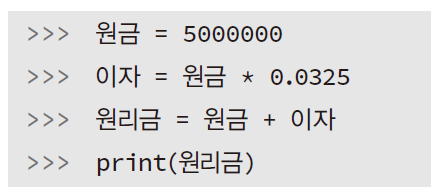 >>> 원금 = 5000000
>>> 이자 = 원금 * 0.0325
>>> 원리금 = 원금 + 이자
>>> print(원리금)